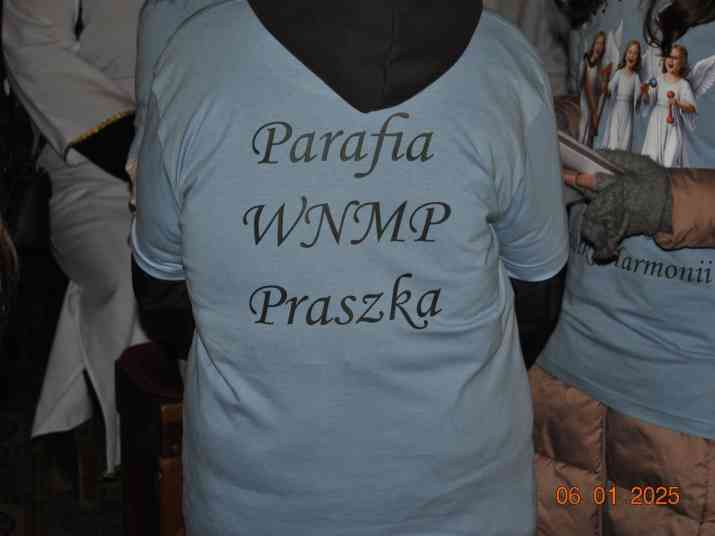 Parafia
WNMP
Praszka
Harmonii
06 01 2025